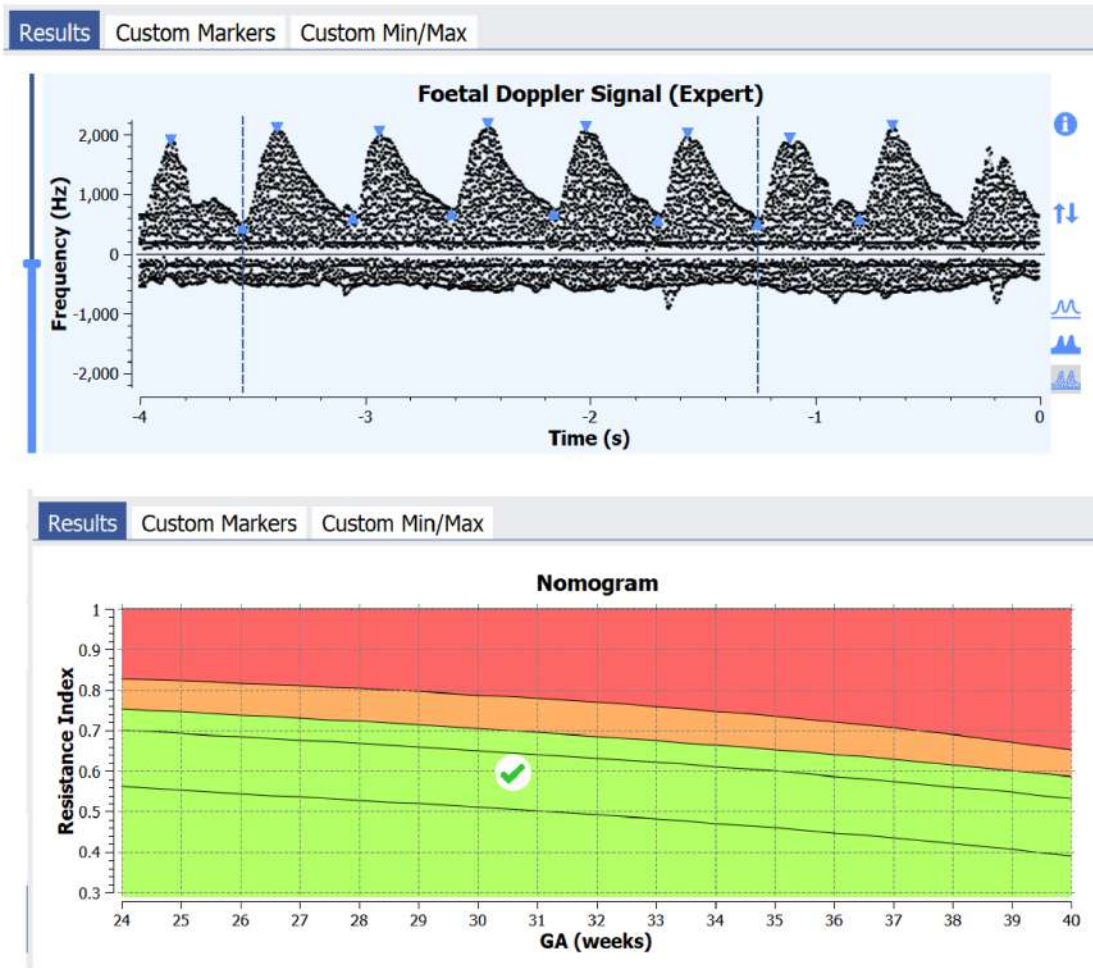 Results Custom Markers Custom Min/Max
Foetal Doppler Signal (Expert)
2,000
1,000
0
-1,000
-2,000
Frequency (Hz)
-4 -3 -2 -1 0
Time (s)
i
Results Custom Markers Custom Min/Max
Nomogram
1
0.9
0.8
0.7
0.6
0.5
0.4
0.3
Resistance Index
24 25 26 27 28 29 30 31 32 33 34 35 36 37 38 39 40
GA (weeks)